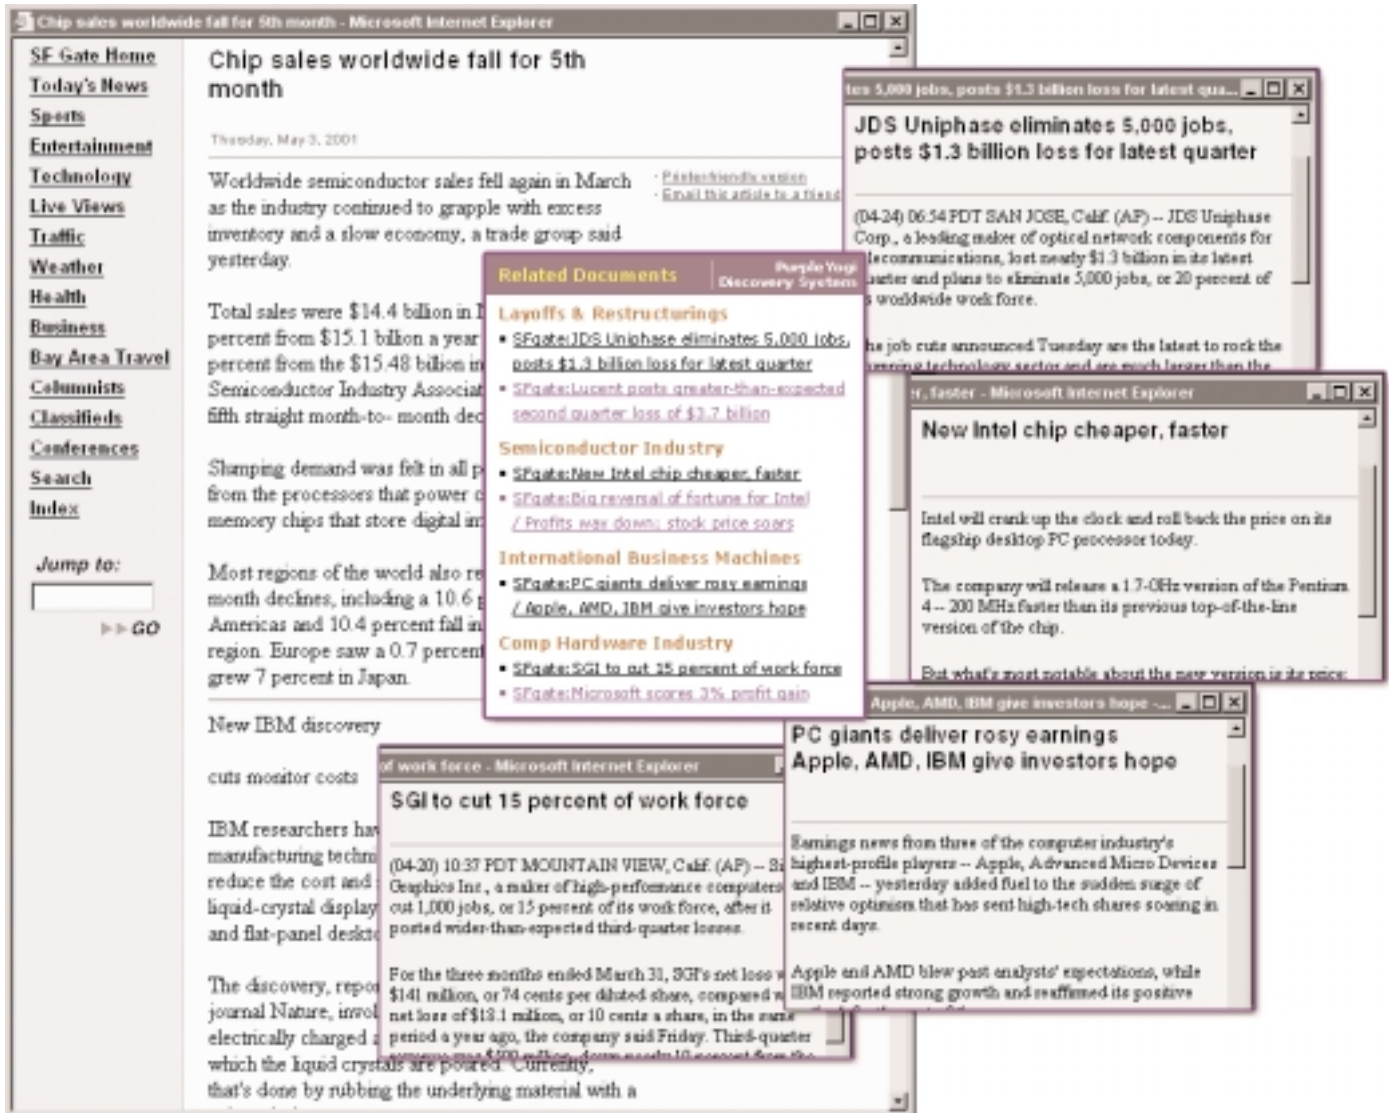 Chip sales worldwide fall for 5th month - Microsoft Internet Explorer
SF Gate Home
Today's News
Sports
Entertainment
Technology
Live Views
Traffic
Weather
Health
Business
Bay Area Travel
Columnists
Classifieds
Conferences
Search
Index
Jump to:
GO
Chip sales worldwide fall for 5th
month
Thursday, May 3, 2001
· Printer-friendly version
· Email this article to a friend
Worldwide semiconductor sales fell again in March
as the industry continued to grapple with excess
inventory and a slow economy, a trade group said
yesterday.
Total sales were $14.4 billion in
percent from $15.1 billion a year
percent from the $15.48 billion in
Semiconductor Industry Associat
fifth straight month-to- month dec
Slumping demand was felt in all p
from the processors that power c
memory chips that store digital in
Most regions of the world also re
month declines, including a 10.6 p
Americas and 10.4 percent fall in
region. Europe saw a 0.7 percent
grew 7 percent in Japan.
New IBM discovery
cuts monitor costs
IBM researchers hav
manufacturing techni
reduce the cost and
liquid-crystal display
and flat-panel deskto
The discovery, repor
journal Nature, invol
electrically charged a
which the liquid crystals are poured. Currently,
that's done by rubbing the underlying material with a
Related Documents
Purple Yogi
Discovery System
Layoffs & Restructurings
▪ SFgate:JDS Uniphase eliminates 5,000 jobs,
posts $1.3 billion loss for latest quarter
▪ SFgate:Lucent posts greater-than-expected
second quarter loss of $3.7 billion
Semiconductor Industry
▪ SFgate:New Intel chip cheaper, faster
▪ SFgate:Big reversal of fortune for Intel
/ Profits way down; stock price soars
International Business Machines
▪ SFgate:PC giants deliver rosy earnings
/ Apple, AMD, IBM give investors hope
Comp Hardware Industry
▪ SFgate:SGI to cut 15 percent of work force
▪ SFgate:Microsoft scores 3% profit gain
tes 5,000 jobs, posts $1.3 billion loss for latest qua...
JDS Uniphase eliminates 5,000 jobs,
posts $1.3 billion loss for latest quarter
(04-24) 06:54 PDT SAN JOSE, Calif. (AP) -- JDS Uniphase
Corp., a leading maker of optical network components for
lecommunications, lost nearly $1.3 billion in its latest
uarter and plans to eliminate 5,000 jobs, or 20 percent of
s worldwide work force.
he job cuts announced Tuesday are the latest to rock the
technology sector and are much larger than the
er, faster - Microsoft Internet Explorer
New Intel chip cheaper, faster
Intel will crank up the clock and roll back the price on its
flagship desktop PC processor today.
The company will release a 1.7-GHz version of the Pentium
4 -- 200 MHz faster than its previous top-of-the-line
version of the chip.
But what's most notable about the new version is its price:
Apple, AMD, IBM give investors hope -...
PC giants deliver rosy earnings
Apple, AMD, IBM give investors hope
Earnings news from three of the computer industry's
highest-profile players -- Apple, Advanced Micro Devices
and IBM -- yesterday added fuel to the sudden surge of
relative optimism that has sent high-tech shares soaring in
recent days.
Apple and AMD blew past analysts' expectations, while
IBM reported strong growth and reaffirmed its positive
of work force - Microsoft Internet Explorer
SGI to cut 15 percent of work force
(04-20) 10:37 PDT MOUNTAIN VIEW, Calif. (AP) -- Si
Graphics Inc., a maker of high-performance computers
cut 1,000 jobs, or 15 percent of its work force, after it
posted wider-than-expected third-quarter losses.
For the three months ended March 31, SGI's net loss w
$141 million, or 74 cents per diluted share, compared w
net loss of $18.1 million, or 10 cents a share, in the same
period a year ago, the company said Friday. Third-quarter